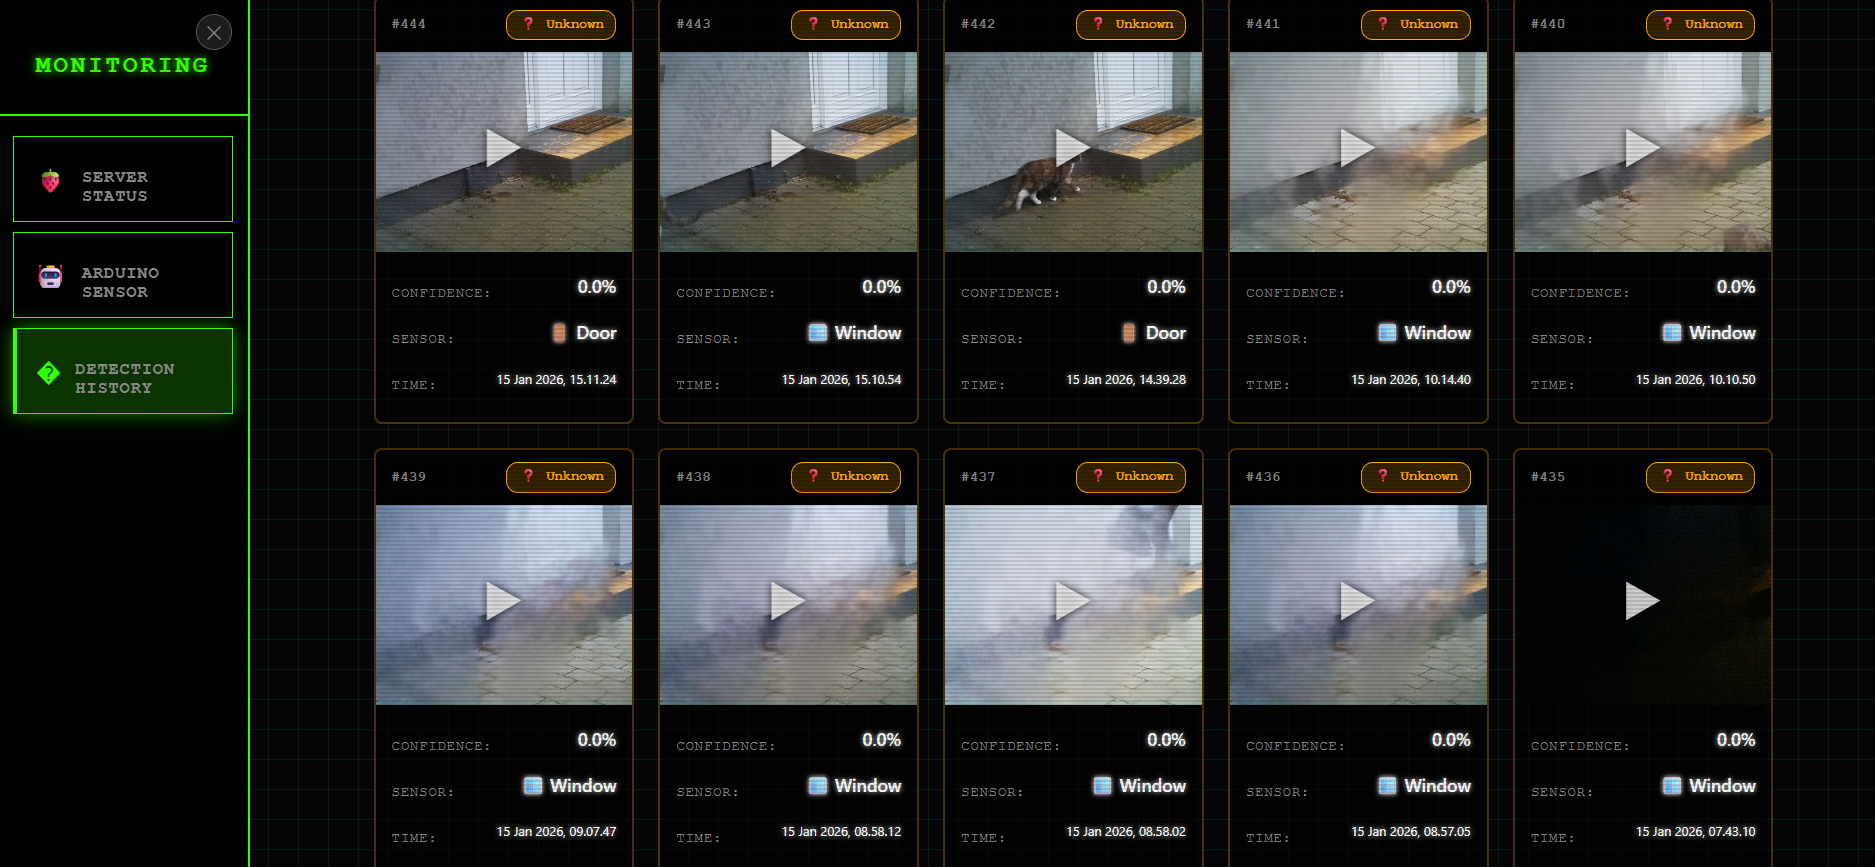 MONITORING
SERVER
STATUS
ARDUINO
SENSOR
DETECTION
HISTORY
#444 ❓ Unknown
CONFIDENCE: 0.0%
SENSOR: Door
TIME: 15 Jan 2026, 15.11.24
#443 ❓ Unknown
CONFIDENCE: 0.0%
SENSOR: Window
TIME: 15 Jan 2026, 15.10.54
#442 ❓ Unknown
CONFIDENCE: 0.0%
SENSOR: Door
TIME: 15 Jan 2026, 14.39.28
#441 ❓ Unknown
CONFIDENCE: 0.0%
SENSOR: Window
TIME: 15 Jan 2026, 10.14.40
#440 ❓ Unknown
CONFIDENCE: 0.0%
SENSOR: Window
TIME: 15 Jan 2026, 10.10.50
#439 ❓ Unknown
CONFIDENCE: 0.0%
SENSOR: Window
TIME: 15 Jan 2026, 09.07.47
#438 ❓ Unknown
CONFIDENCE: 0.0%
SENSOR: Window
TIME: 15 Jan 2026, 08.58.12
#437 ❓ Unknown
CONFIDENCE: 0.0%
SENSOR: Window
TIME: 15 Jan 2026, 08.58.02
#436 ❓ Unknown
CONFIDENCE: 0.0%
SENSOR: Window
TIME: 15 Jan 2026, 08.57.05
#435 ❓ Unknown
CONFIDENCE: 0.0%
SENSOR: Window
TIME: 15 Jan 2026, 07.43.10